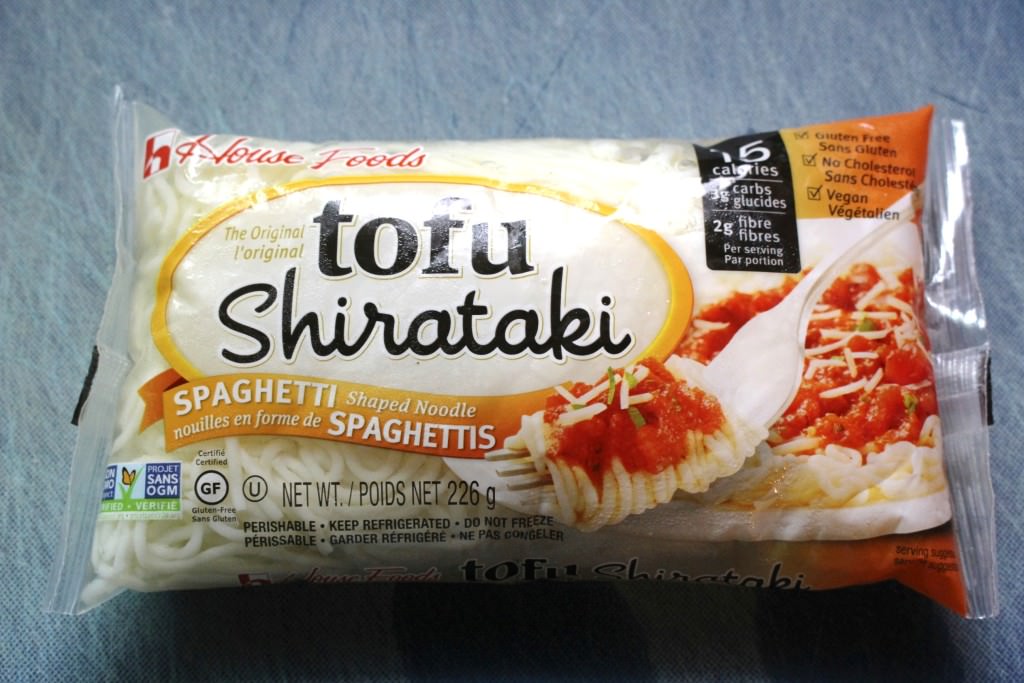 House Foods
The Original
l'original
tofu
Shirataki
SPAGHETTI Shaped Noodle
nouilles en forme de SPAGHETTIS
15
calories
3g carbs
glucides
2g fibre
fibres
Per serving
Par portion
Gluten Free
Sans Gluten
No Cholesterol
Sans Cholesté
Vegan
Végétalien
PROJET
SANS
OGM
VÉRIFIÉ
Certifié
Certified
GF
Gluten-Free
Sans Gluten
U
NET WT. / POIDS NET 226 g
PERISHABLE • KEEP REFRIGERATED • DO NOT FREEZE
PÉRISSABLE • GARDER RÉFRIGÉRÉ • NE PAS CONGELER
House Foods tofu Shirataki
serving